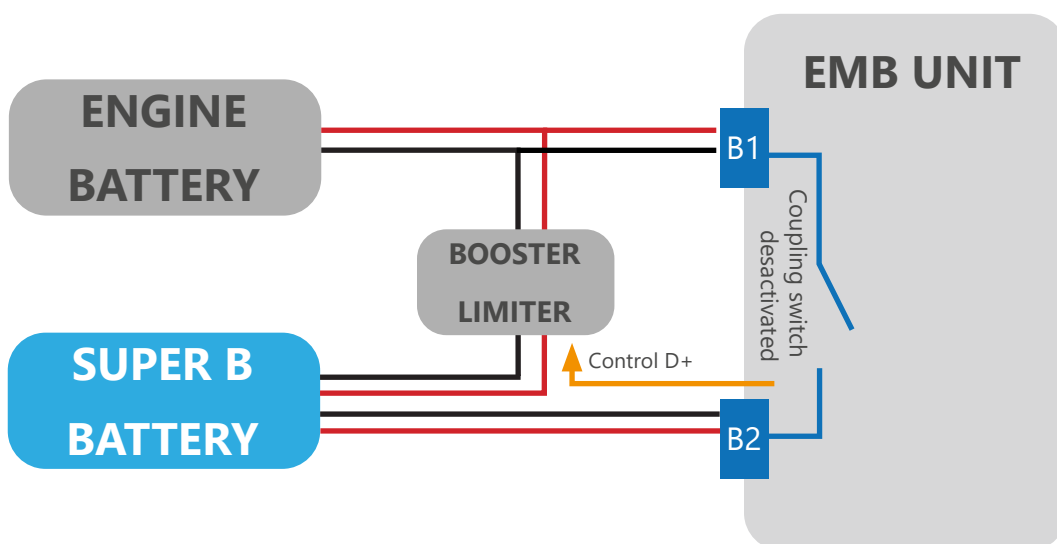 EMB UNIT
ENGINE
BATTERY
B1
Coupling switch
desactivated
BOOSTER
LIMITER
SUPER B
BATTERY
Control D+
B2